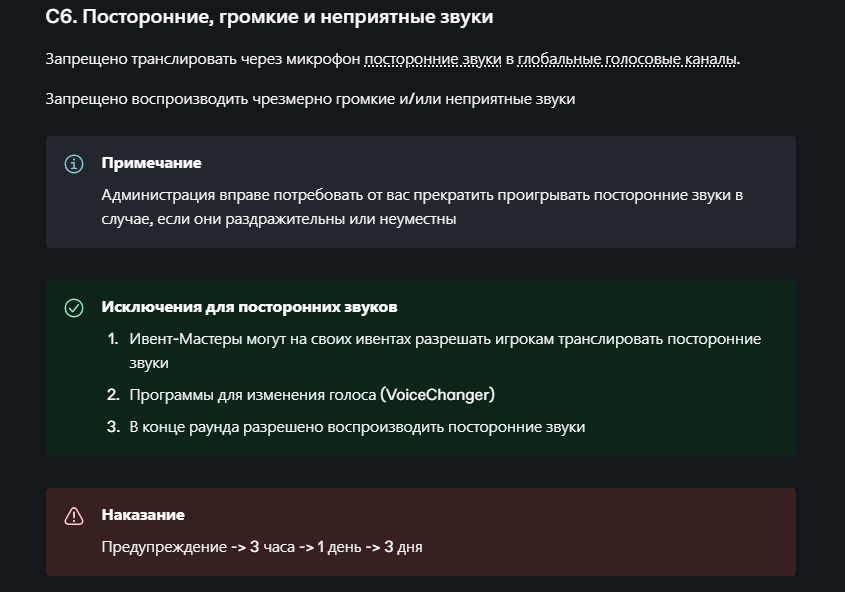 С6. Посторонние, громкие и неприятные звуки
Запрещено транслировать через микрофон посторонние звуки в глобальные голосовые каналы.
Запрещено воспроизводить чрезмерно громкие и/или неприятные звуки
Примечание
Администрация вправе потребовать от вас прекратить проигрывать посторонние звуки в
случае, если они раздражительны или неуместны
Исключения для посторонних звуков
1. Ивент-Мастеры могут на своих ивентах разрешать игрокам транслировать посторонние
звуки
2. Программы для изменения голоса (VoiceChanger)
3. В конце раунда разрешено воспроизводить посторонние звуки
Наказание
Предупреждение -> 3 часа -> 1 день -> 3 дня